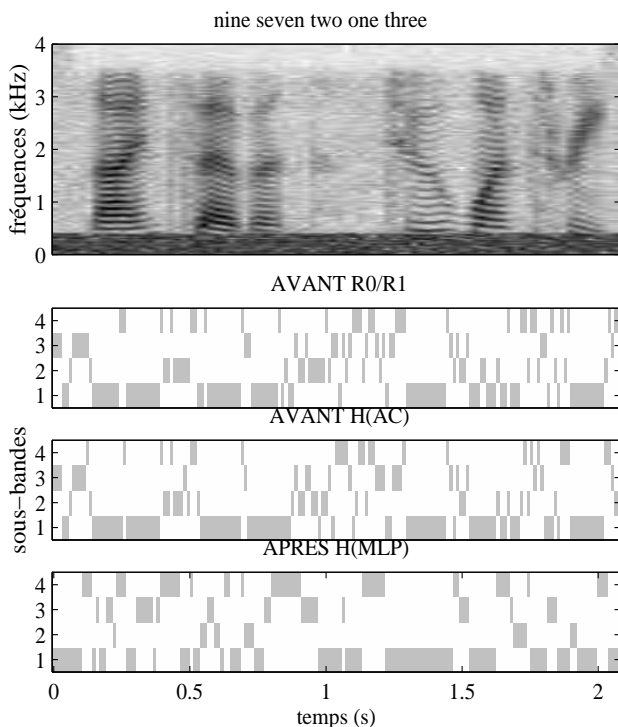 nine seven two one three
4
3
2
1
0
fréquences (kHz)
AVANT R0/R1
4
3
2
1
AVANT H(AC)
4
3
2
1
sous-bandes
APRES H(MLP)
4
3
2
1
0 0.5 1 1.5 2
temps (s)